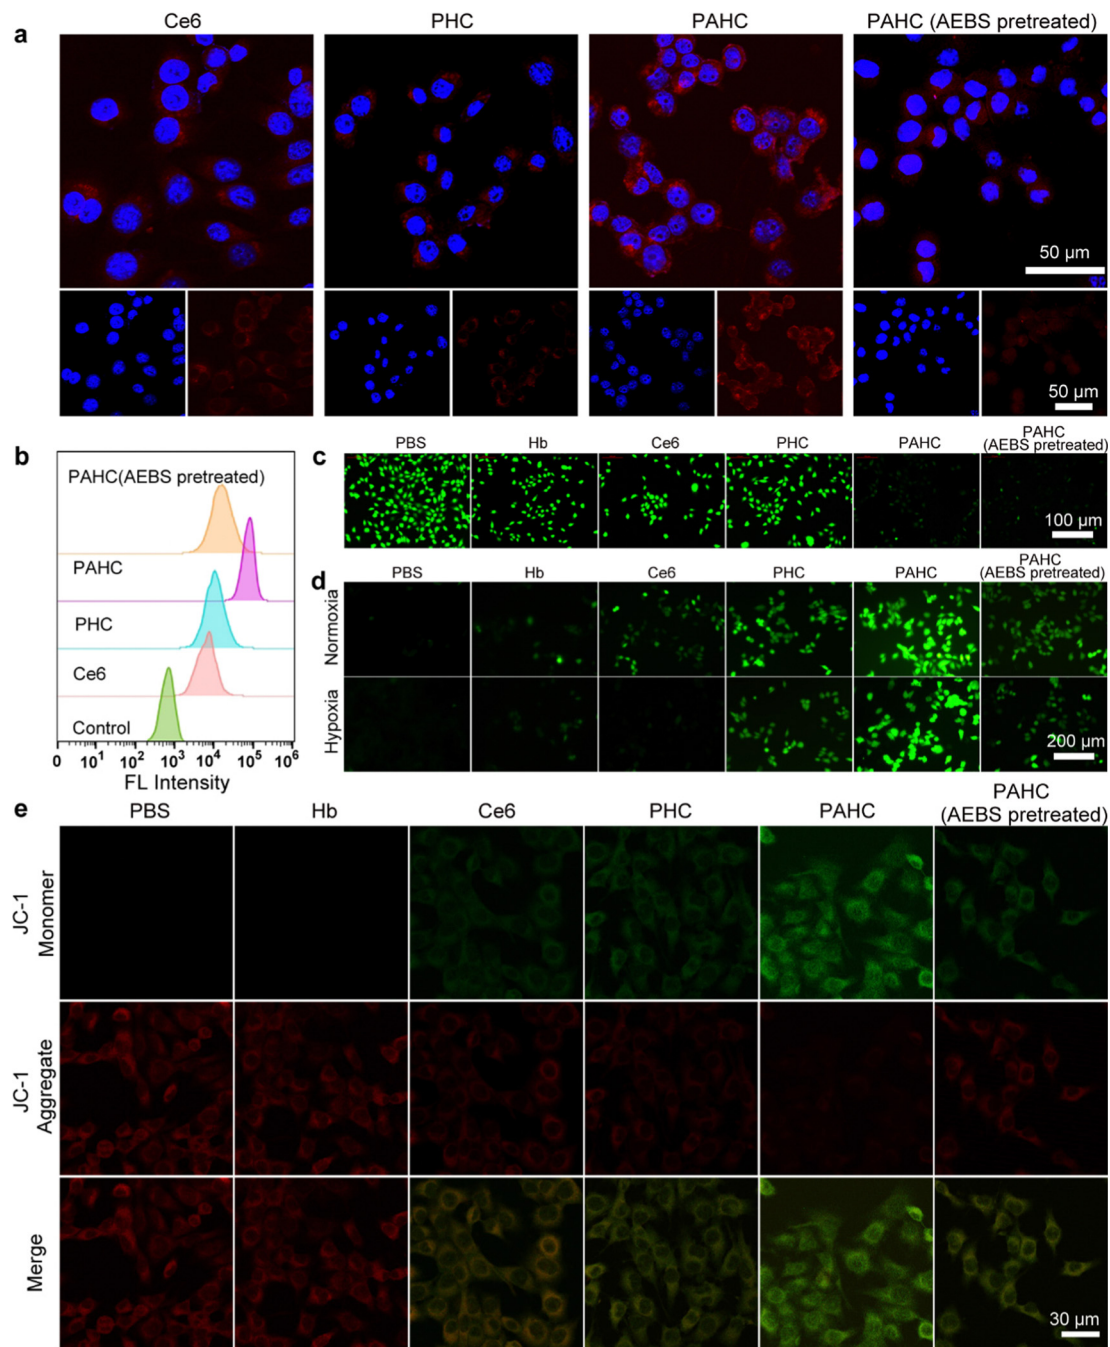 a
Ce6 PHC PAHC PAHC (AEBS pretreated)
50 µm
50 µm
b
PAHC(AEBS pretreated)
PAHC
PHC
Ce6
Control
0 10¹ 10² 10³ 10⁴ 10⁵ 10⁶
FL Intensity
c
PBS Hb Ce6 PHC PAHC PAHC
(AEBS pretreated)
100 µm
d
PBS Hb Ce6 PHC PAHC PAHC
(AEBS pretreated)
Normoxia
Hypoxia
200 µm
e
PBS Hb Ce6 PHC PAHC PAHC
(AEBS pretreated)
JC-1
Monomer
JC-1
Aggregate
Merge
30 µm